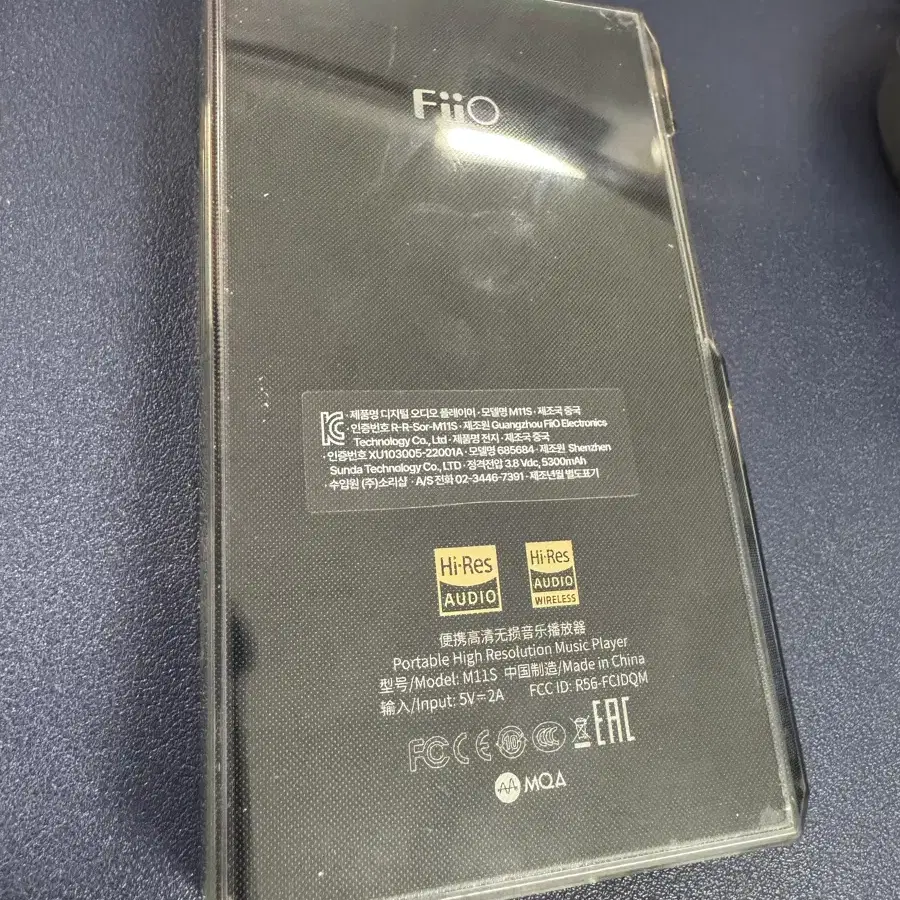 FiiO
· 제품명 디지털 오디오 플레이어 · 모델명 M11S · 제조국 중국
· 인증번호 R-R-Sor-M11S · 제조원 Guangzhou FiiO Electronics
Technology Co., Ltd · 제품명 전지 · 제조국 중국
· 인증번호 XU103005-22001A · 모델명 685684 · 제조원 Shenzhen
Sunda Technology Co., LTD · 정격전압 3.8 Vdc, 5300mAh
· 수입원 (주)소리샵 · A/S 전화 02-3446-7391 · 제조년월 별도표기
Hi-Res AUDIO
Hi-Res AUDIO WIRELESS
便携高清无损音乐播放器
Portable High Resolution Music Player
型号/Model: M11S 中国制造/Made in China
输入/Input: 5V⎓2A FCC ID: R56-FCIDQM
FC CE 10 CCC EAC
MQA